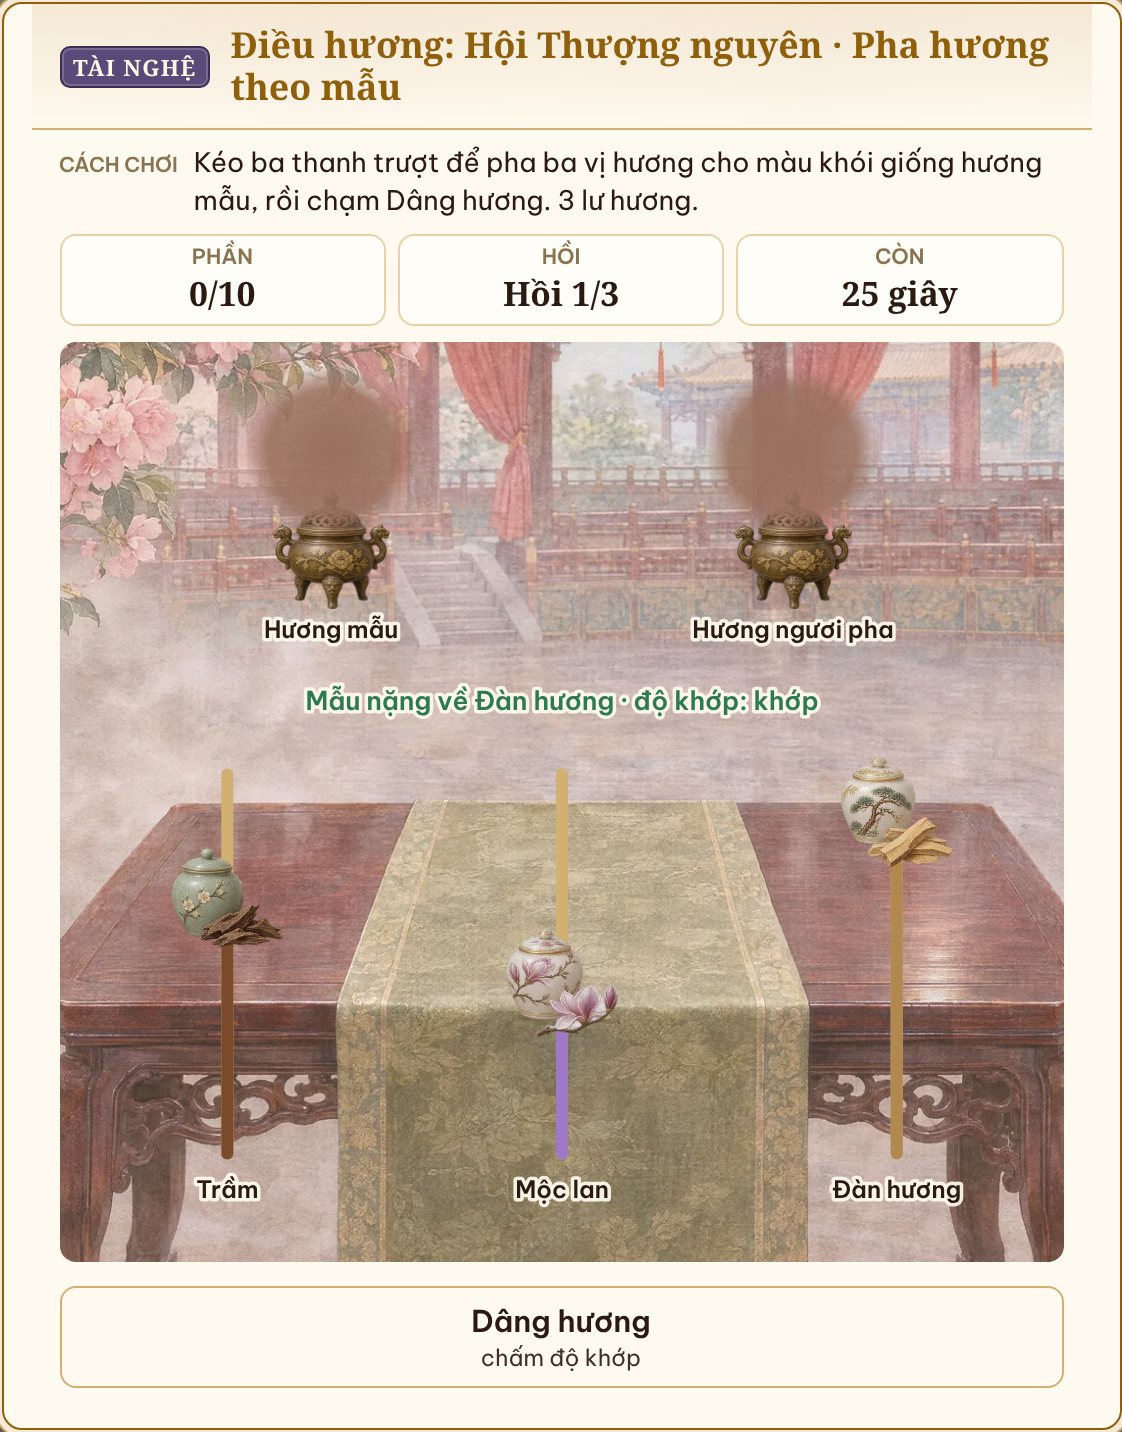 TÀI NGHỆ
Điều hương: Hội Thượng nguyên · Pha hương
theo mẫu
CÁCH CHƠI
Kéo ba thanh trượt để pha ba vị hương cho màu khói giống hương
mẫu, rồi chạm Dâng hương. 3 lư hương.
PHẦN
0/10
HỒI
Hồi 1/3
CÒN
25 giây
Hương mẫu
Hương ngươi pha
Mẫu nặng về Đàn hương · độ khớp: khớp
Trầm
Mộc lan
Đàn hương
Dâng hương
chấm độ khớp